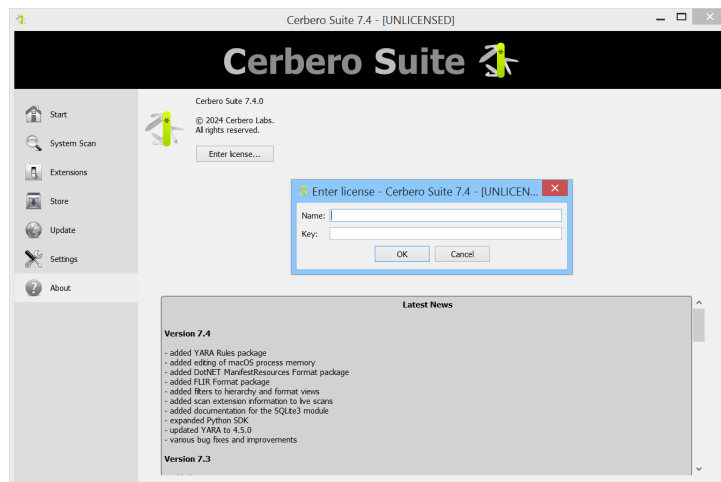 Cerbero Suite 7.4 - [UNLICENSED]
Cerbero Suite
Start
System Scan
Extensions
Store
Update
Settings
About
Cerbero Suite 7.4.0
© 2024 Cerbero Labs.
All rights reserved.
Enter license...
Enter license - Cerbero Suite 7.4 - [UNLICEN...
Name:
Key:
OK
Cancel
Latest News
Version 7.4
- added YARA Rules package
- added editing of macOS process memory
- added DotNET ManifestResources Format package
- added FLIR Format package
- added filters to hierarchy and format views
- added scan extension information to live scans
- added documentation for the SQLite3 module
- expanded Python SDK
- updated YARA to 4.5.0
- various bug fixes and improvements
Version 7.3